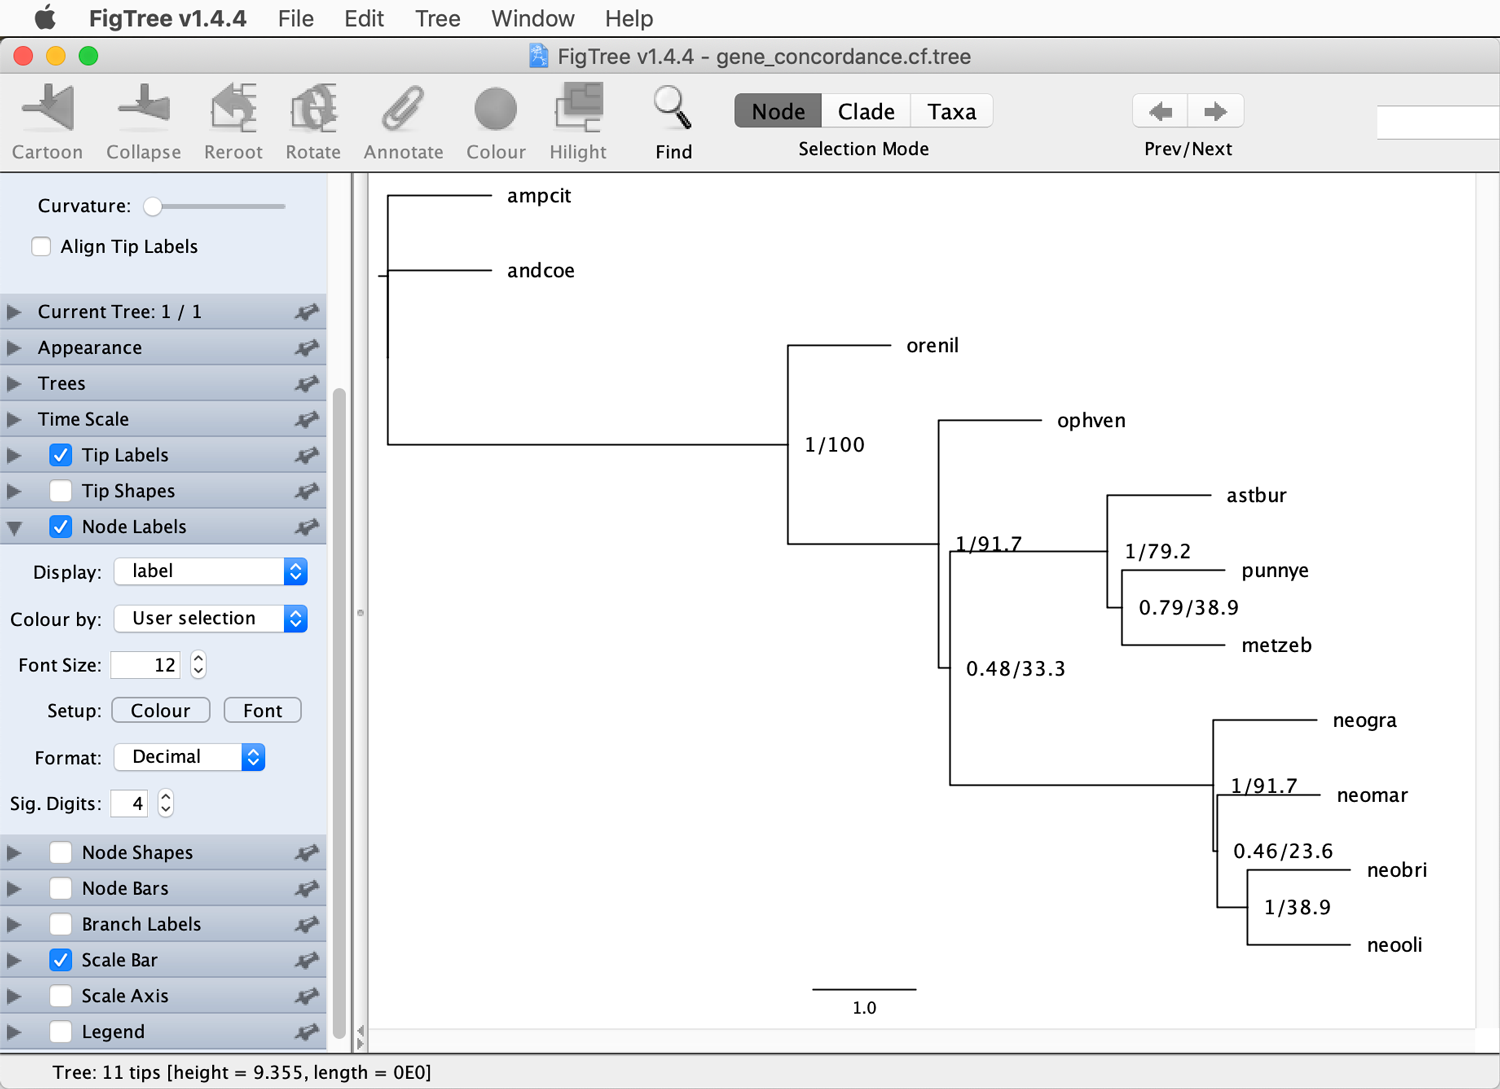 FigTree v1.4.4 File Edit Tree Window Help
FigTree v1.4.4 - gene_concordance.cf.tree
Node Clade Taxa
Cartoon Collapse Reroot Rotate Annotate Colour Hilight Find Selection Mode Prev/Next
Curvature:
Align Tip Labels
Current Tree: 1 / 1
Appearance
Trees
Time Scale
Tip Labels
Tip Shapes
Node Labels
Display: label
Colour by: User selection
Font Size: 12
Setup: Colour Font
Format: Decimal
Sig. Digits: 4
Node Shapes
Node Bars
Branch Labels
Scale Bar
Scale Axis
Legend
ampcit
andcoe
orenil
ophven
1/100
astbur
1/91.7
1/79.2
punnye
0.79/38.9
metzeb
0.48/33.3
neogra
1/91.7
neomar
0.46/23.6
neobri
1/38.9
neooli
1.0
Tree: 11 tips [height = 9.355, length = 0E0]